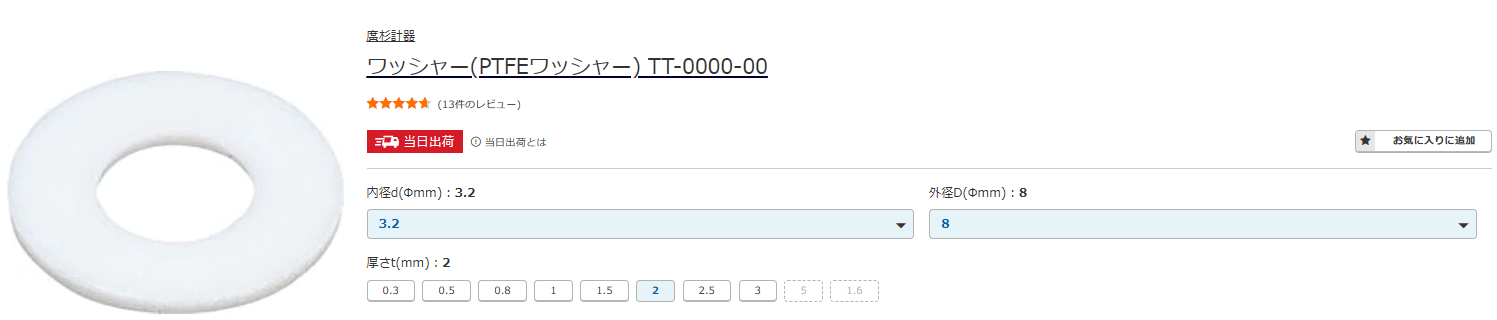 廣杉計器
ワッシャー(PTFEワッシャー) TT-0000-00
(13件のレビュー)
当日出荷 当日出荷とは
お気に入りに追加
内径d(Φmm)：3.2 外径D(Φmm)：8
3.2 8
厚さt(mm)：2
0.3 0.5 0.8 1 1.5 2 2.5 3 5 1.6